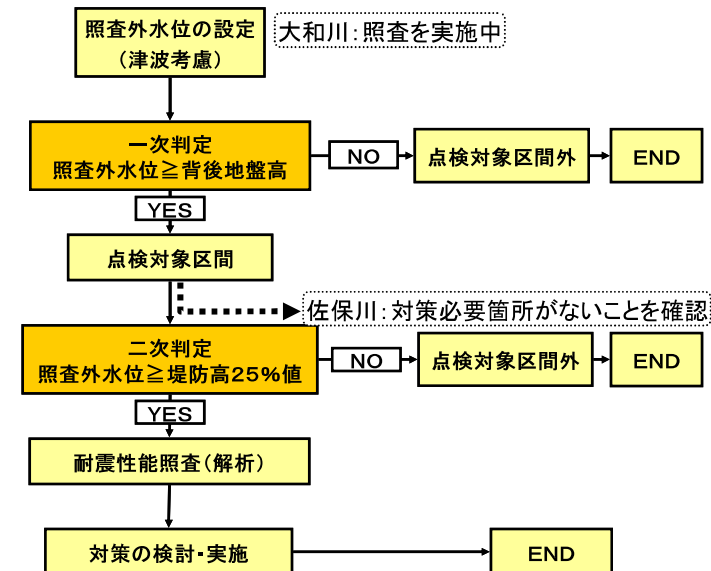 照査外水位の設定
(津波考慮)
大和川:照査を実施中
一次判定
照査外水位≧背後地盤高
NO
点検対象区間外
END
YES
点検対象区間
佐保川:対策必要箇所がないことを確認
二次判定
照査外水位≧堤防高25%値
NO
点検対象区間外
END
YES
耐震性能照査(解析)
対策の検討・実施
END